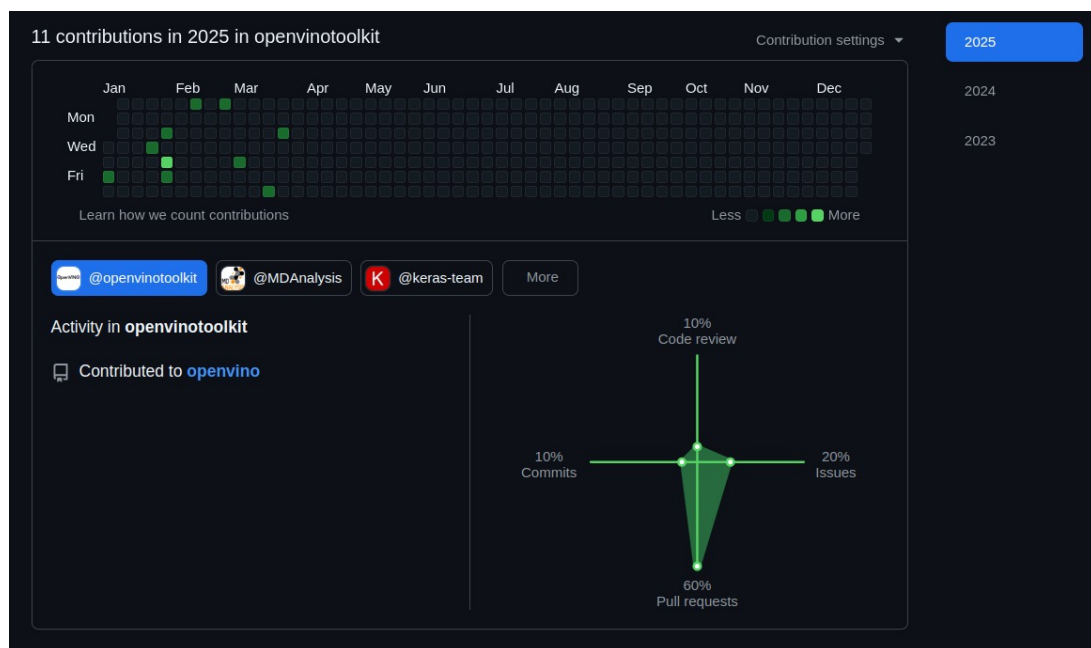 11 contributions in 2025 in openvinotoolkit
Contribution settings
2025
2024
2023
Jan Feb Mar Apr May Jun Jul Aug Sep Oct Nov Dec
Mon
Wed
Fri
Learn how we count contributions
Less More
OpenVINO @openvinotoolkit
MD @MDAnalysis
K @keras-team
More
Activity in openvinotoolkit
Contributed to openvino
10%
Code review
10%
Commits
20%
Issues
60%
Pull requests